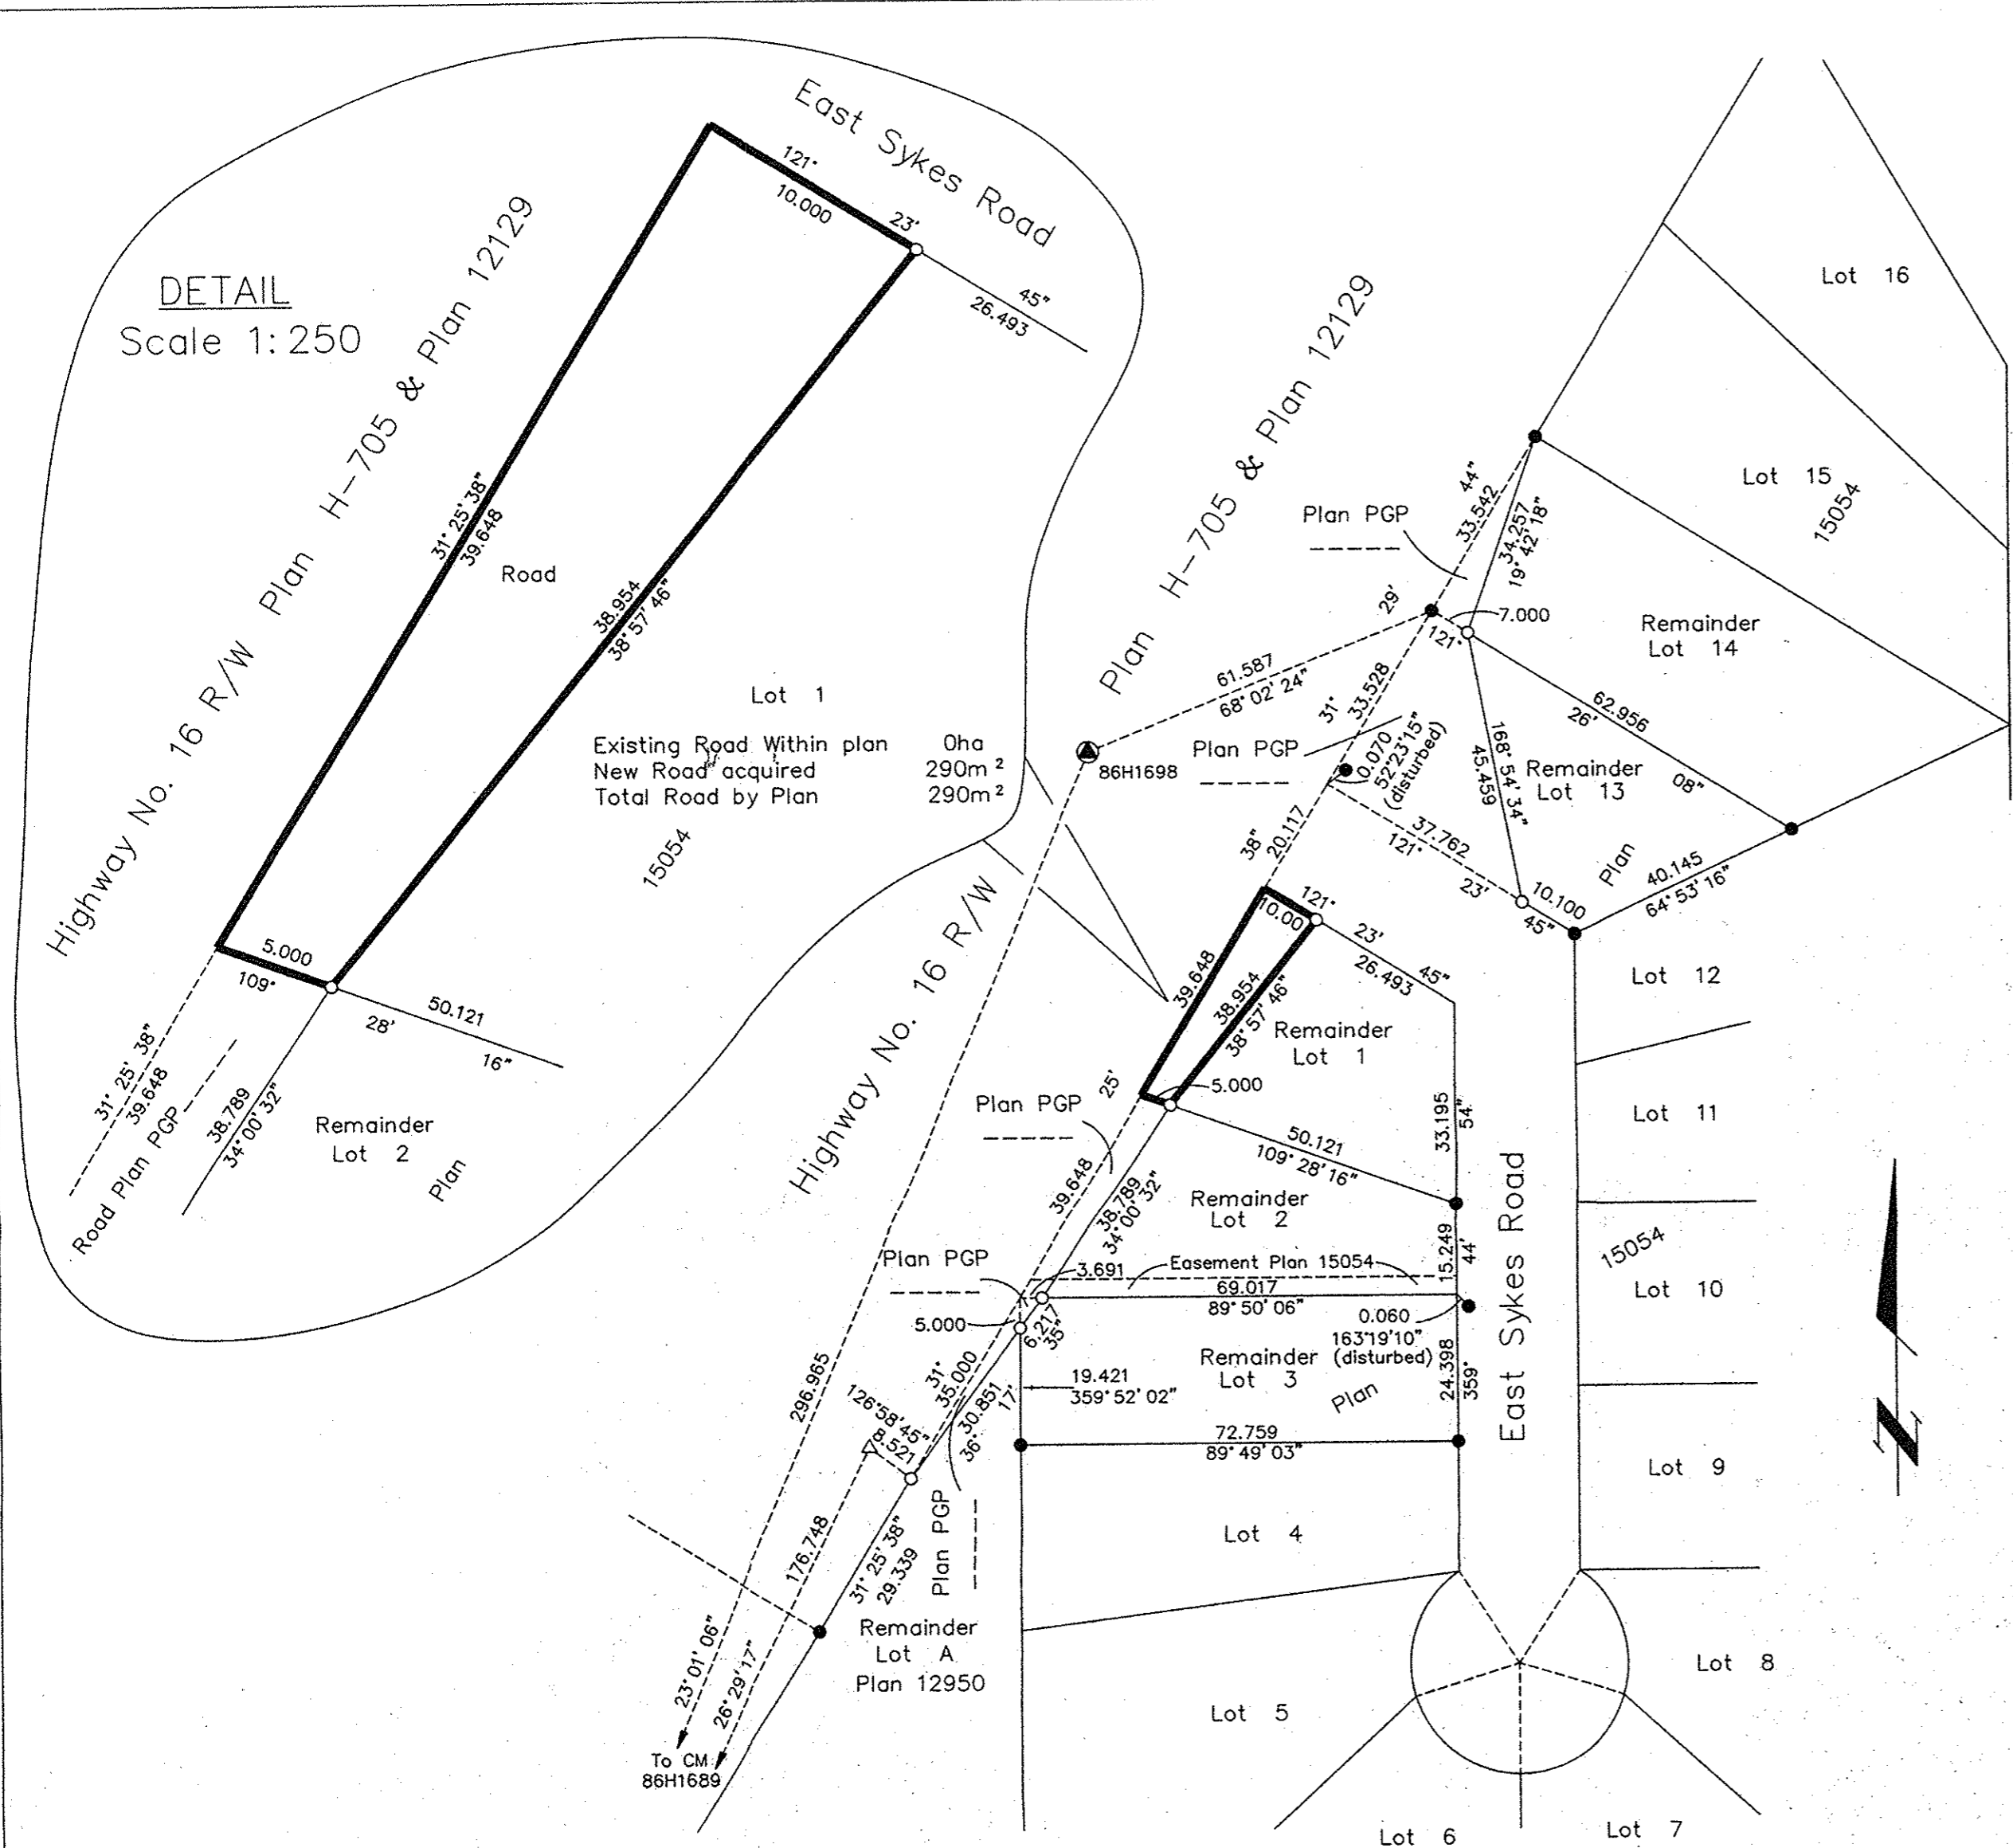 DETAIL
Scale 1:250
East Sykes Road
121°
10.000
23'
45"
26.493
Highway No. 16 R/W Plan H-705 & Plan 12129
31° 25' 38"
39.648
Road
38.954
38° 57' 46"
Lot 1
Existing Road Within plan 0ha
New Road acquired 290m²
Total Road by Plan 290m²
15054
5.000
109°
28'
50.121
16"
31° 25' 38"
39.648
Road Plan PGP
38.789
34° 00' 32"
Remainder
Lot 2
Plan
Highway No. 16 R/W
Plan H-705 & Plan 12129
Lot 16
Lot 15
15054
44"
33.542
Plan PGP
34.257
19° 42' 18"
29'
7.000
121°
Remainder
Lot 14
61.587
68° 02' 24"
31°
33.528
62.956
26'
08"
86H1698
Plan PGP
0.070
52°23'15"
(disturbed)
168° 54' 34"
45.459
Remainder
Lot 13
37.762
121°
23'
10.100
45"
Plan
40.145
64° 53' 16"
38"
20.117
121°
10.00
23'
26.493
45"
39.648
38.954
38° 57' 46"
Remainder
Lot 1
Lot 12
5.000
Plan PGP
25'
33.195
54"
Lot 11
50.121
109° 28' 16"
39.648
38.789
34° 00' 32"
Remainder
Lot 2
East Sykes Road
15054
Lot 10
Plan PGP
3.691
Easement Plan 15054
15.249
44'
69.017
89° 50' 06"
5.000
6.217
35"
0.060
163°19'10"
(disturbed)
Remainder
Lot 3
Plan
24.398
359°
19.421
359° 52' 02"
31°
35.000
30.851
17'
36°
296.965
126°58'45"
8.521
72.759
89° 49' 03"
Lot 9
Plan PGP
N
176.748
31° 25' 38"
29.339
Lot 4
Remainder
Lot A
Plan 12950
23° 01' 06"
26° 29' 17"
To CM
86H1689
Lot 5
Lot 8
Lot 6
Lot 7